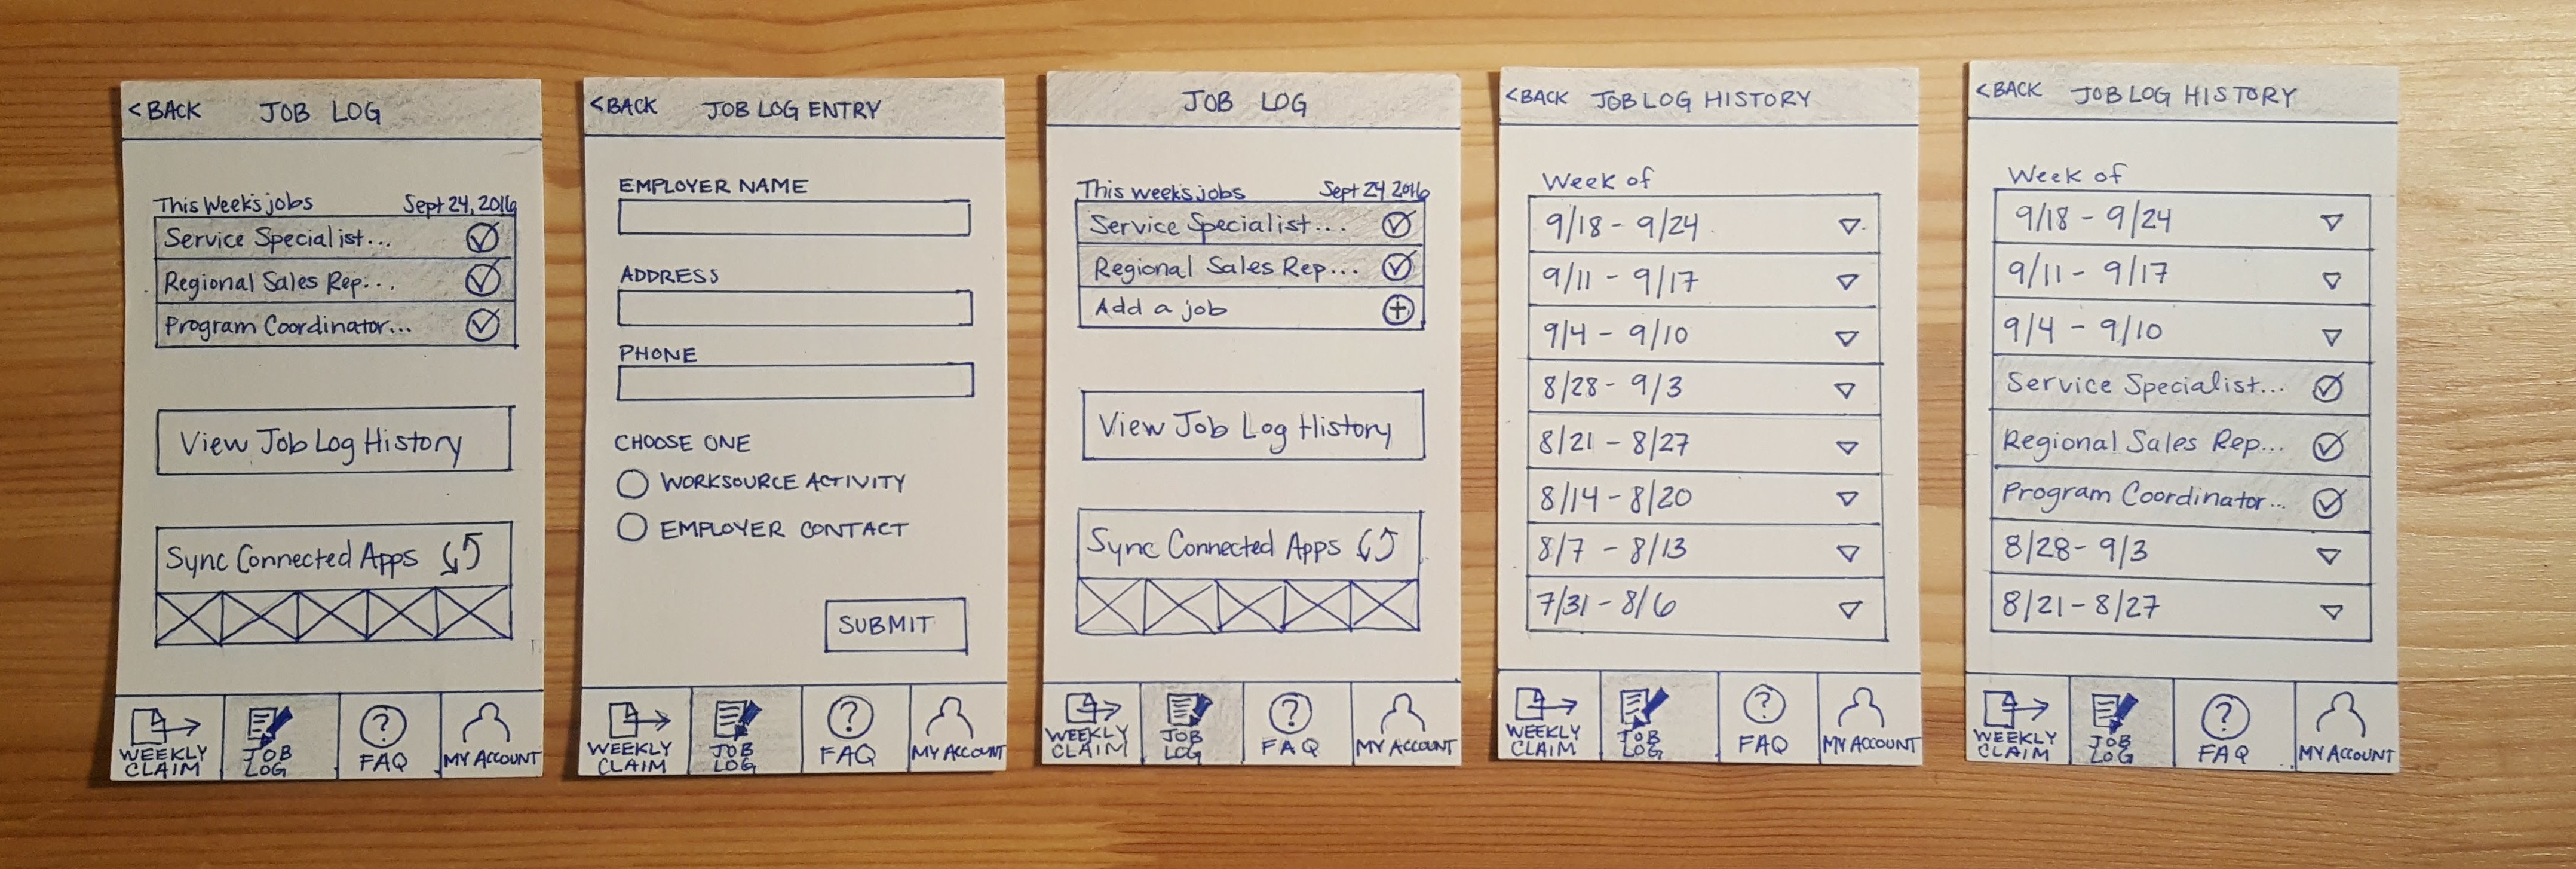 <BACK JOB LOG
This Week's jobs Sept 24, 2016
Service Specialist...
Regional Sales Rep...
Program Coordinator...
View Job Log History
Sync Connected Apps
WEEKLY CLAIM
JOB LOG
FAQ
MY ACCOUNT
<BACK JOB LOG ENTRY
EMPLOYER NAME
ADDRESS
PHONE
CHOOSE ONE
WORKSOURCE ACTIVITY
EMPLOYER CONTACT
SUBMIT
WEEKLY CLAIM
JOB LOG
FAQ
MY ACCOUNT
JOB LOG
This week's jobs Sept 24 2016
Service Specialist...
Regional Sales Rep...
Add a job
View Job Log History
Sync Connected Apps
WEEKLY CLAIM
JOB LOG
FAQ
MY ACCOUNT
<BACK JOB LOG HISTORY
Week of
9/18 - 9/24
9/11 - 9/17
9/4 - 9/10
8/28 - 9/3
8/21 - 8/27
8/14 - 8/20
8/7 - 8/13
7/31 - 8/6
WEEKLY CLAIM
JOB LOG
FAQ
MY ACCOUNT
<BACK JOB LOG HISTORY
Week of
9/18 - 9/24
9/11 - 9/17
9/4 - 9/10
Service Specialist...
Regional Sales Rep...
Program Coordinator...
8/28 - 9/3
8/21 - 8/27
WEEKLY CLAIM
JOB LOG
FAQ
MY ACCOUNT